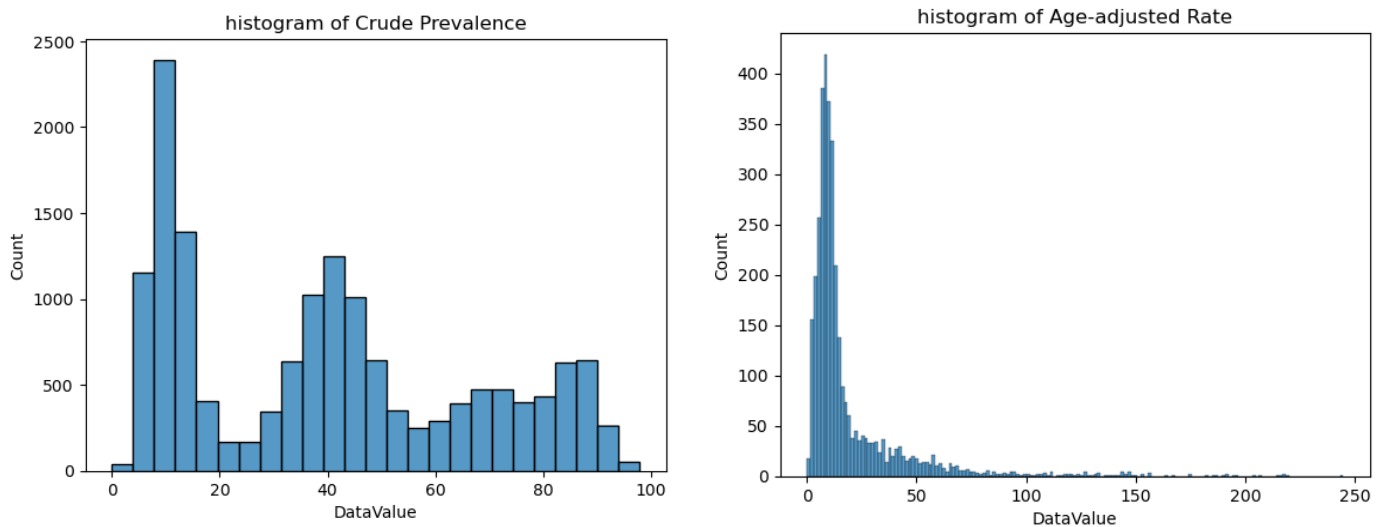 histogram of Crude Prevalence
2500
2000
1500
1000
500
0
Count
0 20 40 60 80 100
DataValue
histogram of Age-adjusted Rate
400
350
300
250
200
150
100
50
0
Count
0 50 100 150 200 250
DataValue